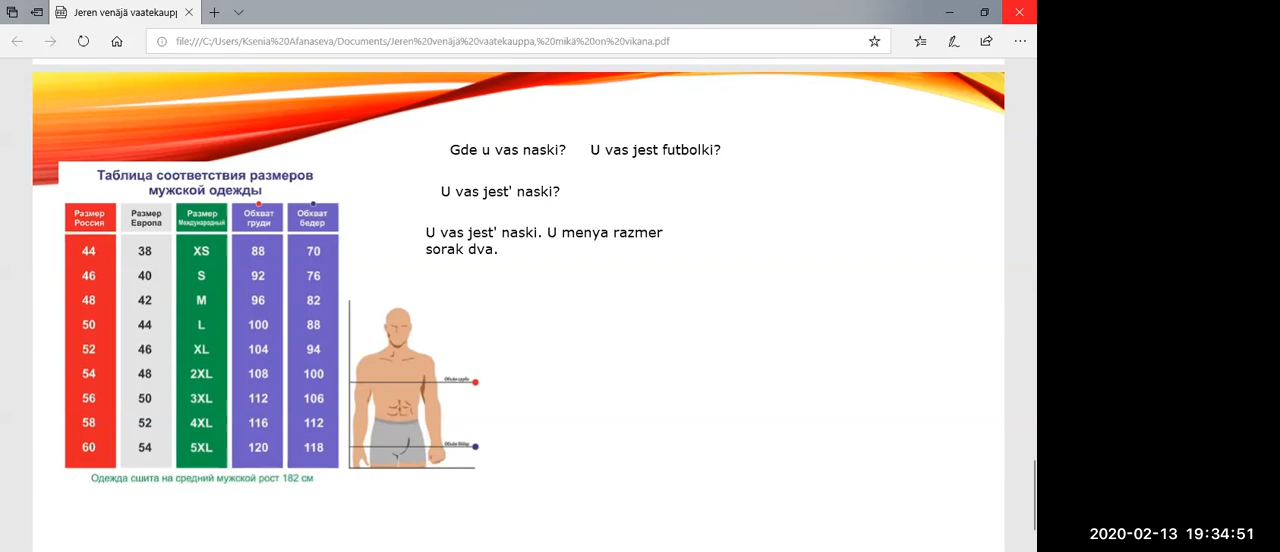 Jeren venäjä vaatekaup
file:///C:/Users/Ksenia%20Afanaseva/Documents/Jeren%20venäjä%20vaatekauppa,%20mikä%20on%20vikana.pdf
Gde u vas naski? U vas jest futbolki?
U vas jest' naski?
U vas jest' naski. U menya razmer
sorak dva.
Таблица соответствия размеров
мужской одежды
Размер Россия Размер Европа Размер Международный Обхват груди Обхват бедер
44 38 XS 88 70
46 40 S 92 76
48 42 M 96 82
50 44 L 100 88
52 46 XL 104 94
54 48 2XL 108 100
56 50 3XL 112 106
58 52 4XL 116 112
60 54 5XL 120 118
Одежда сшита на средний мужской рост 182 см
2020-02-13 19:34:51